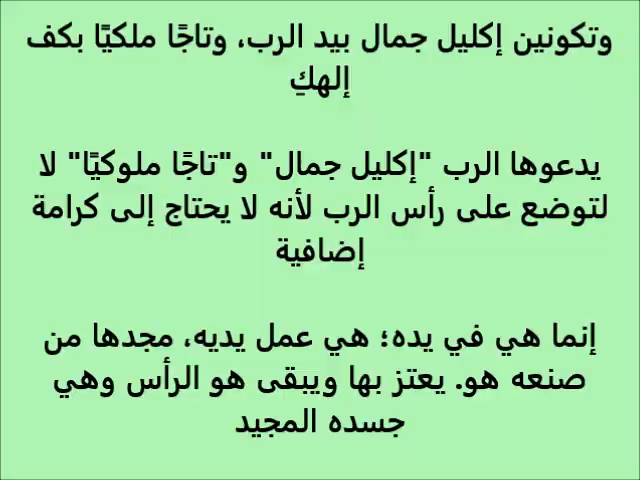 وتكونين إكليل جمال بيد الرب، وتاجًا ملكيًا بكف
إلهكِ
يدعوها الرب "إكليل جمال" و"تاجًا ملوكيًا" لا
لتوضع على رأس الرب لأنه لا يحتاج إلى كرامة
إضافية
إنما هي في يده؛ هي عمل يديه، مجدها من
صنعه هو. يعتز بها ويبقى هو الرأس وهي
جسده المجيد